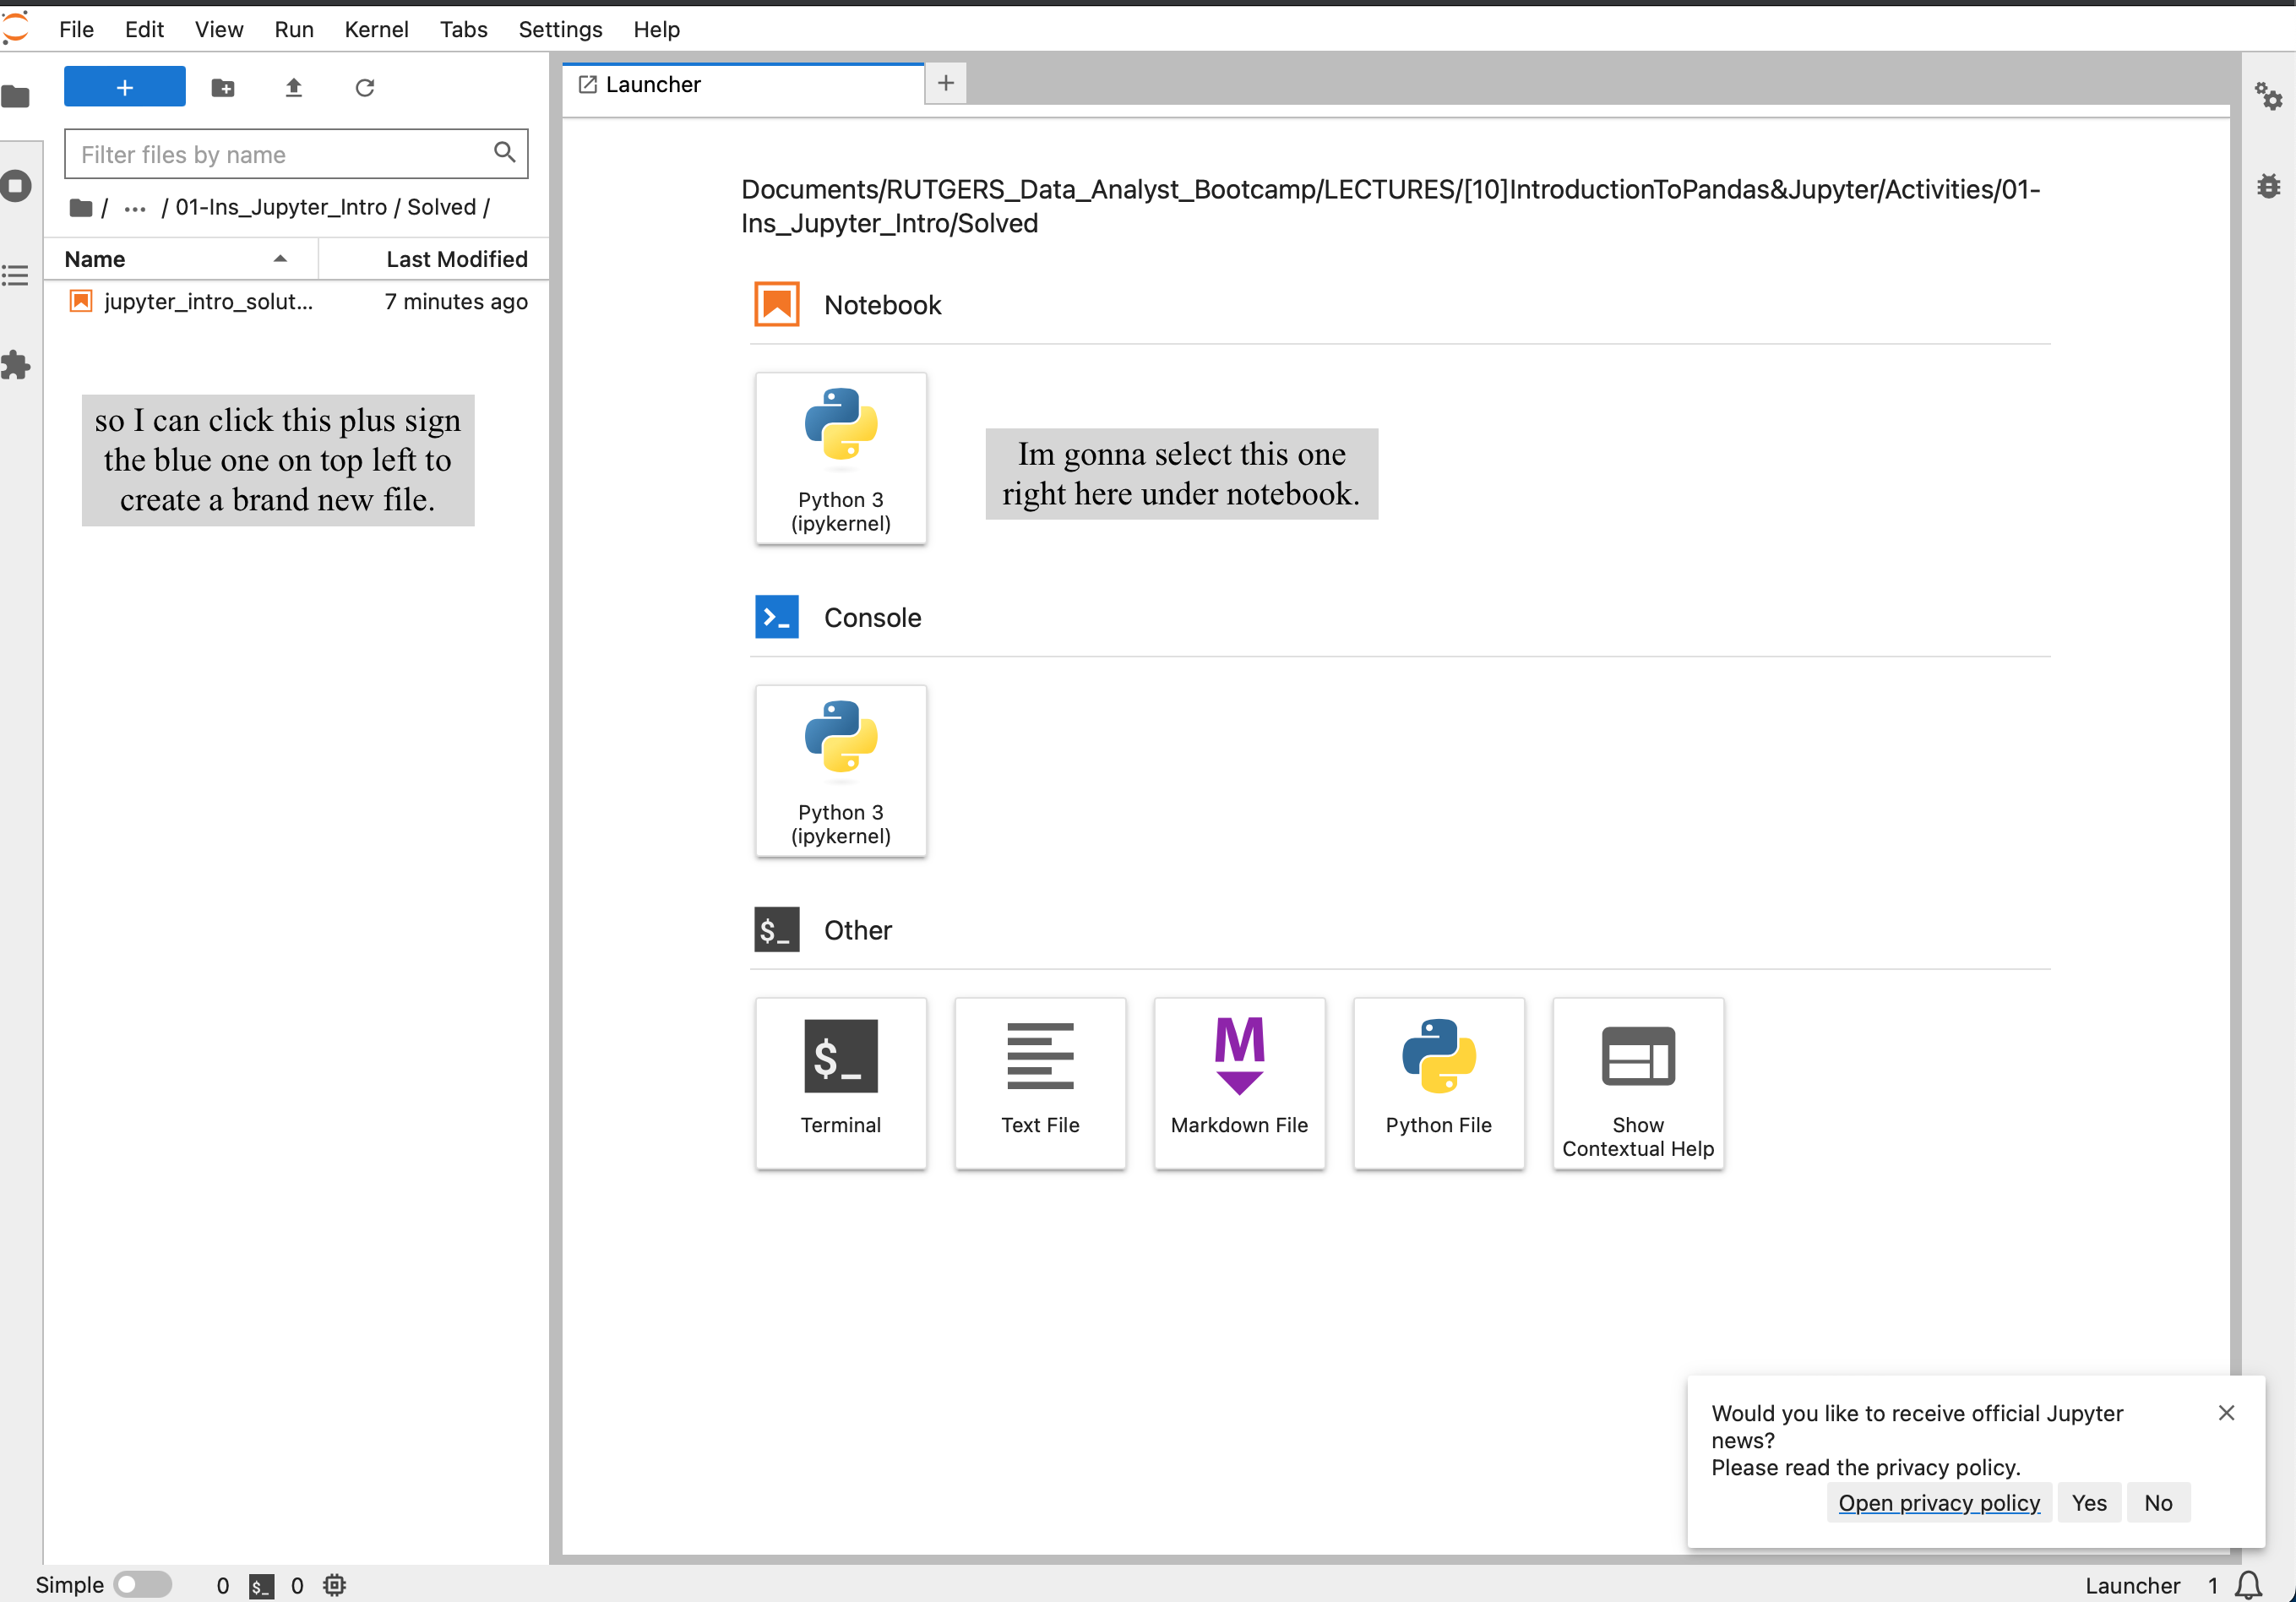 File Edit View Run Kernel Tabs Settings Help
Launcher
Filter files by name
/ ... / 01-Ins_Jupyter_Intro / Solved /
Name Last Modified
jupyter_intro_solut... 7 minutes ago
so I can click this plus sign
the blue one on top left to
create a brand new file.
Documents/RUTGERS_Data_Analyst_Bootcamp/LECTURES/[10]IntroductionToPandas&Jupyter/Activities/01-
Ins_Jupyter_Intro/Solved
Notebook
Python 3
(ipykernel)
Im gonna select this one
right here under notebook.
Console
Python 3
(ipykernel)
Other
$_
Terminal
Text File
Markdown File
Python File
Show
Contextual Help
Would you like to receive official Jupyter
news?
Please read the privacy policy.
Open privacy policy Yes No
Simple 0 $_ 0
Launcher 1